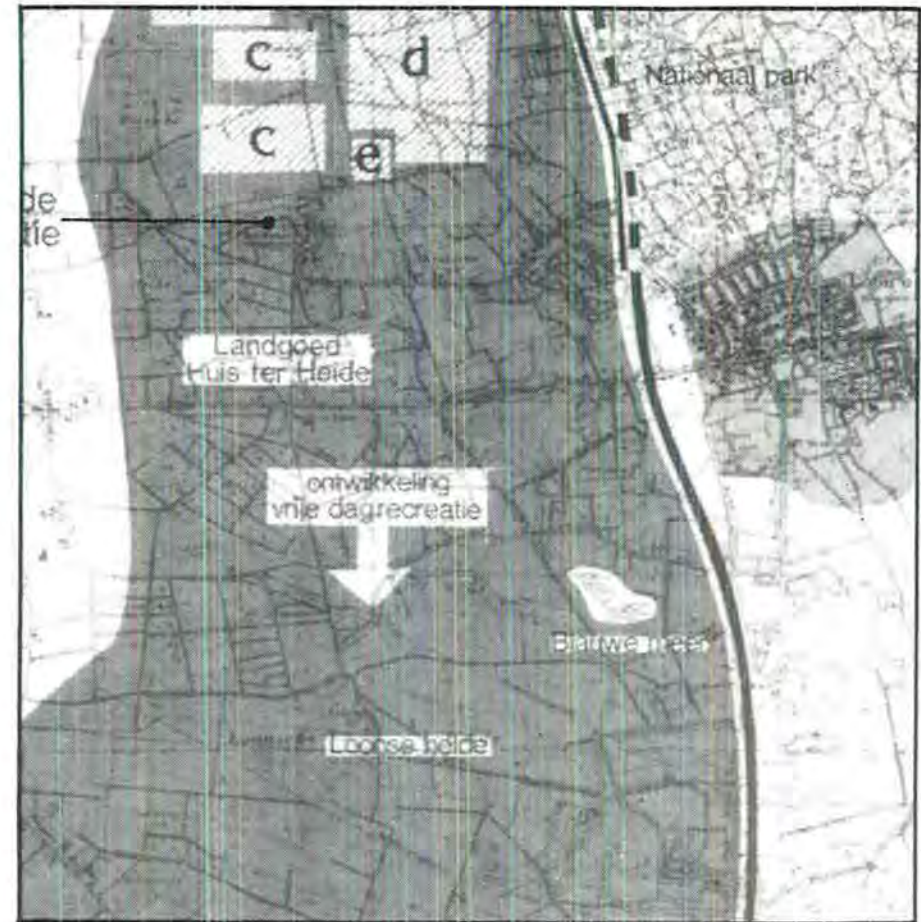 c
d
Nationaal park
c
e
de
tie
Landgoed
Huis ter Heide
ontwikkeling
vrije dagrecreatie
Blauwe meer
Loonse heide